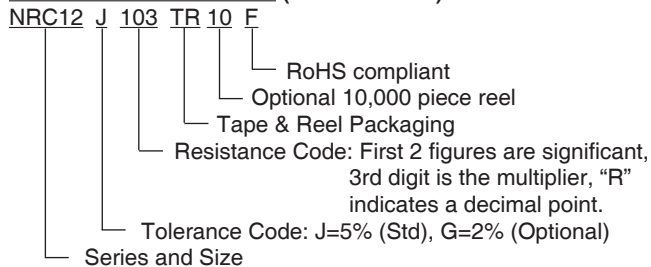 NRC12 J 103 TR 10 F
RoHS compliant
Optional 10,000 piece reel
Tape & Reel Packaging
Resistance Code: First 2 figures are significant,
3rd digit is the multiplier, “R”
indicates a decimal point.
Tolerance Code: J=5% (Std), G=2% (Optional)
Series and Size